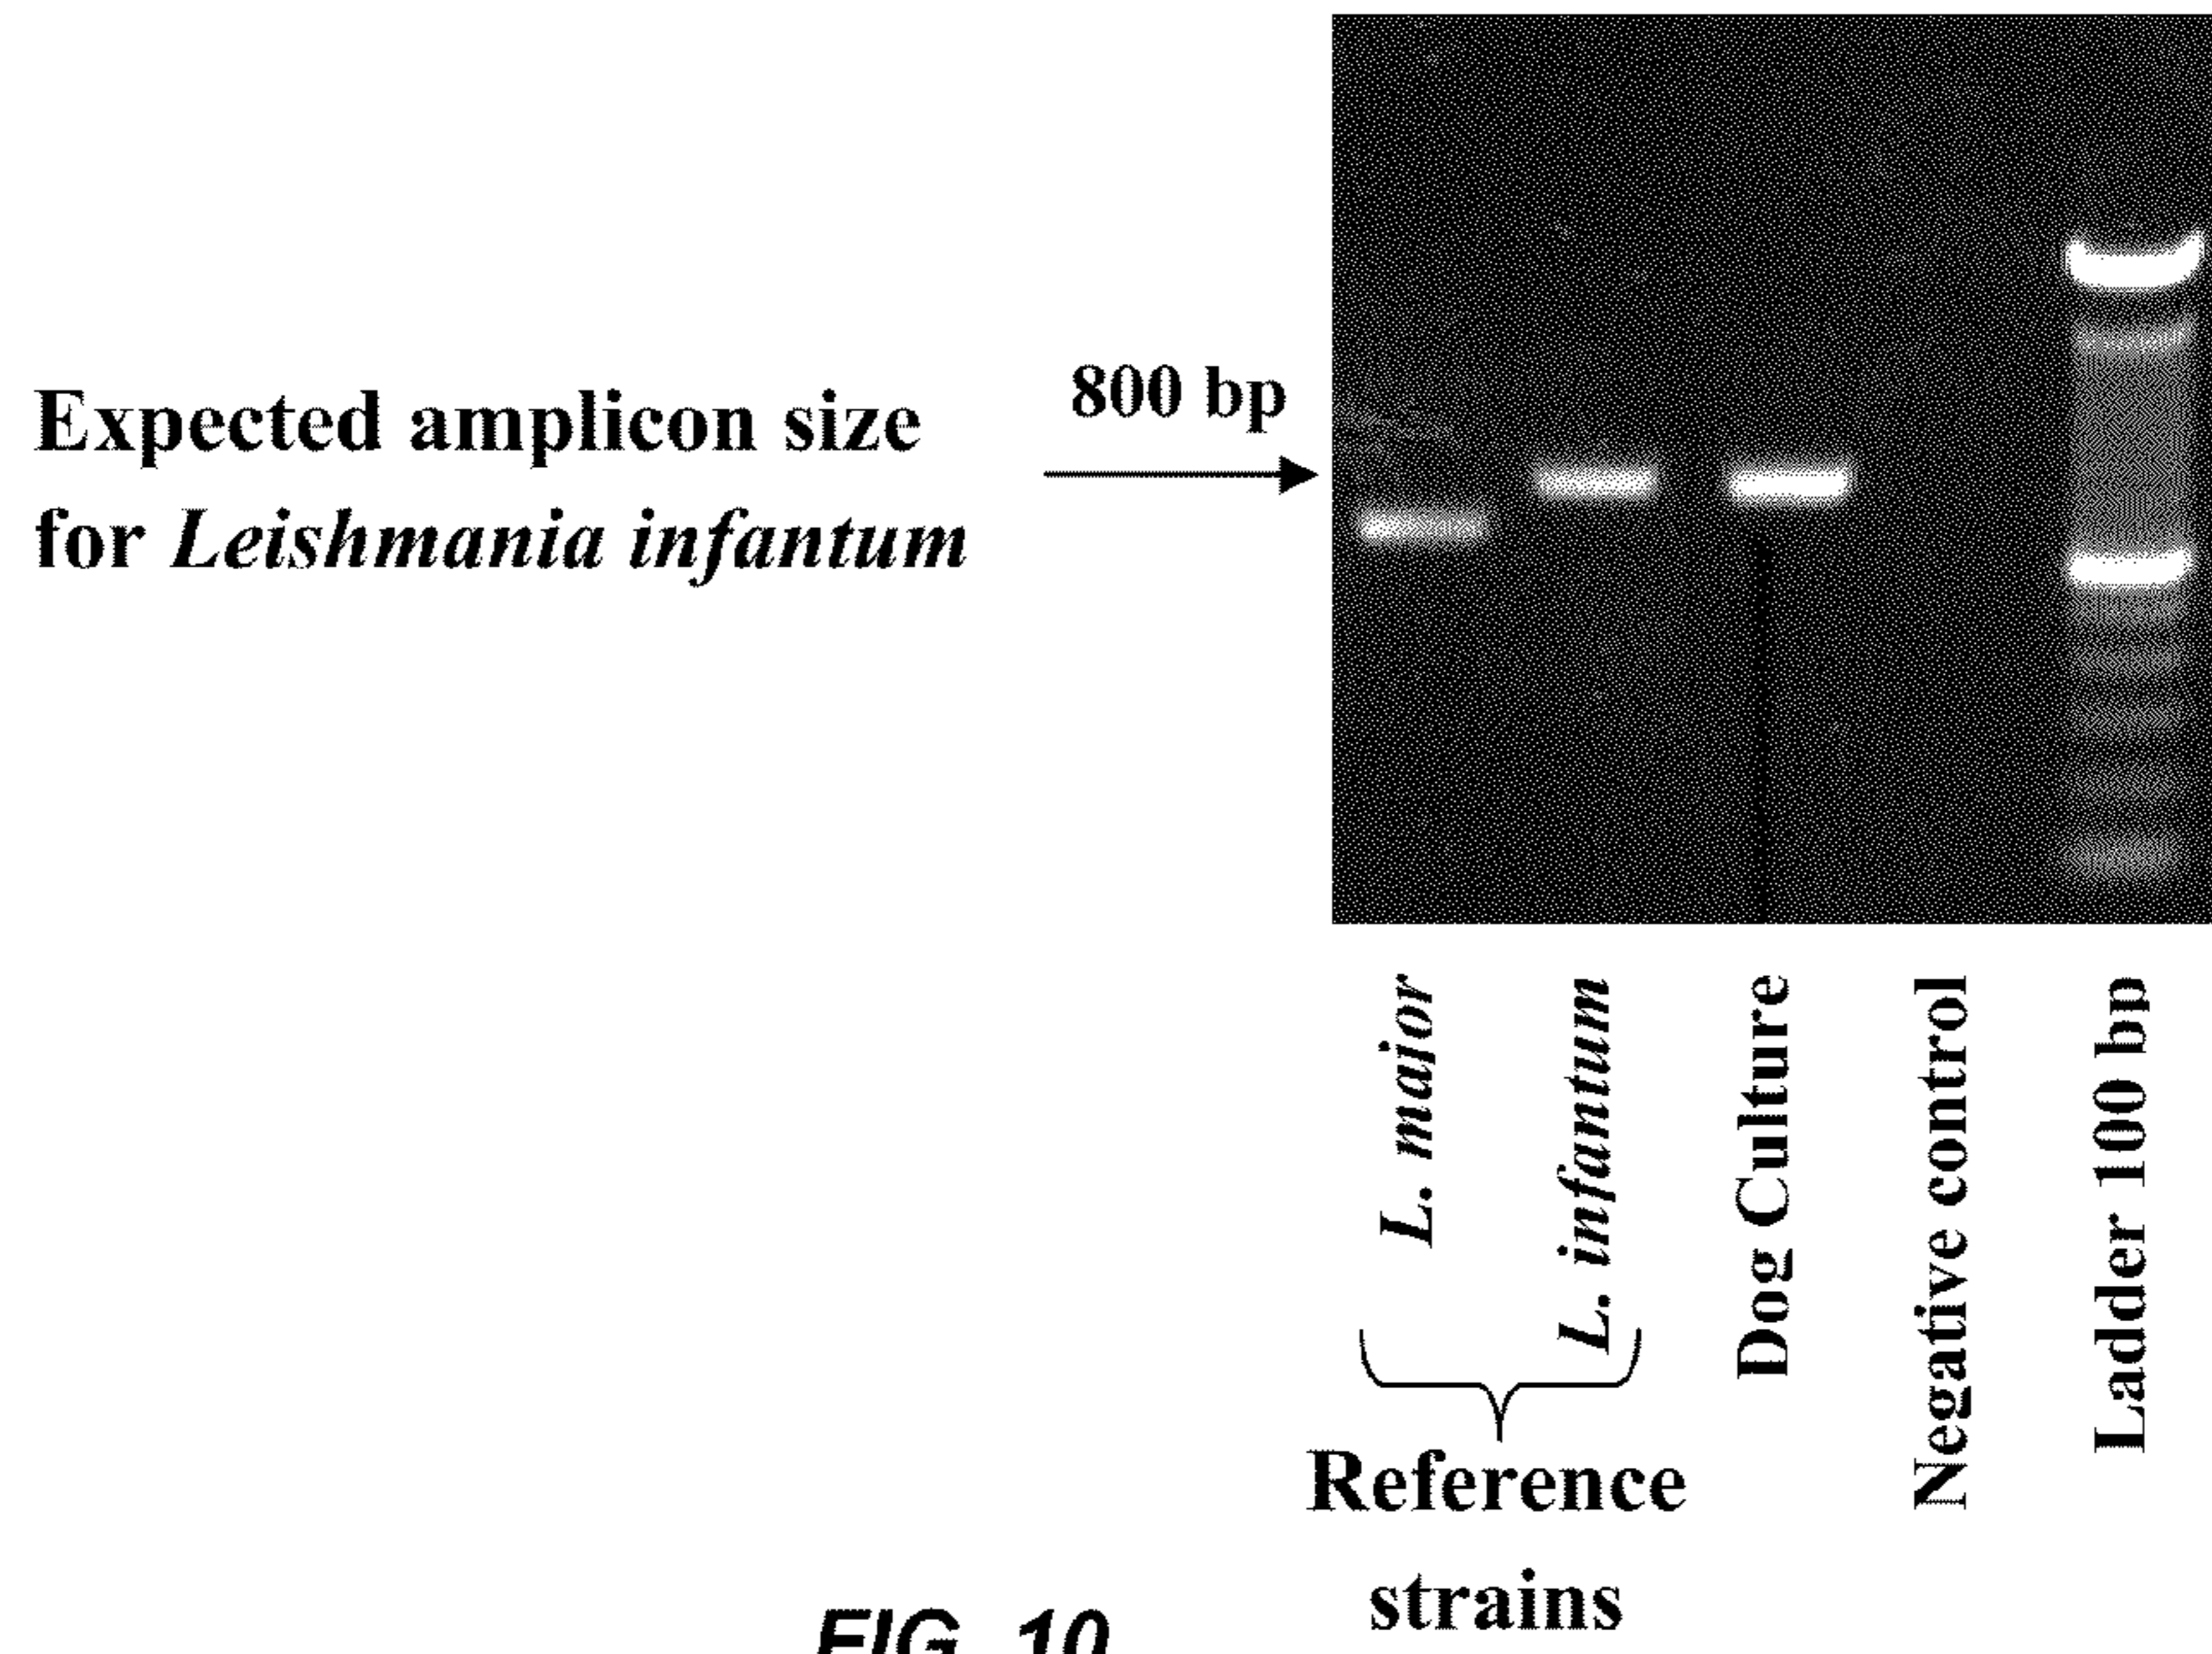 800 bp
Expected amplicon size
for Leishmania infantum
L. major
L. infantum
Dog Culture
Negative control
Ladder 100 bp
Reference
strains
FIG. 10